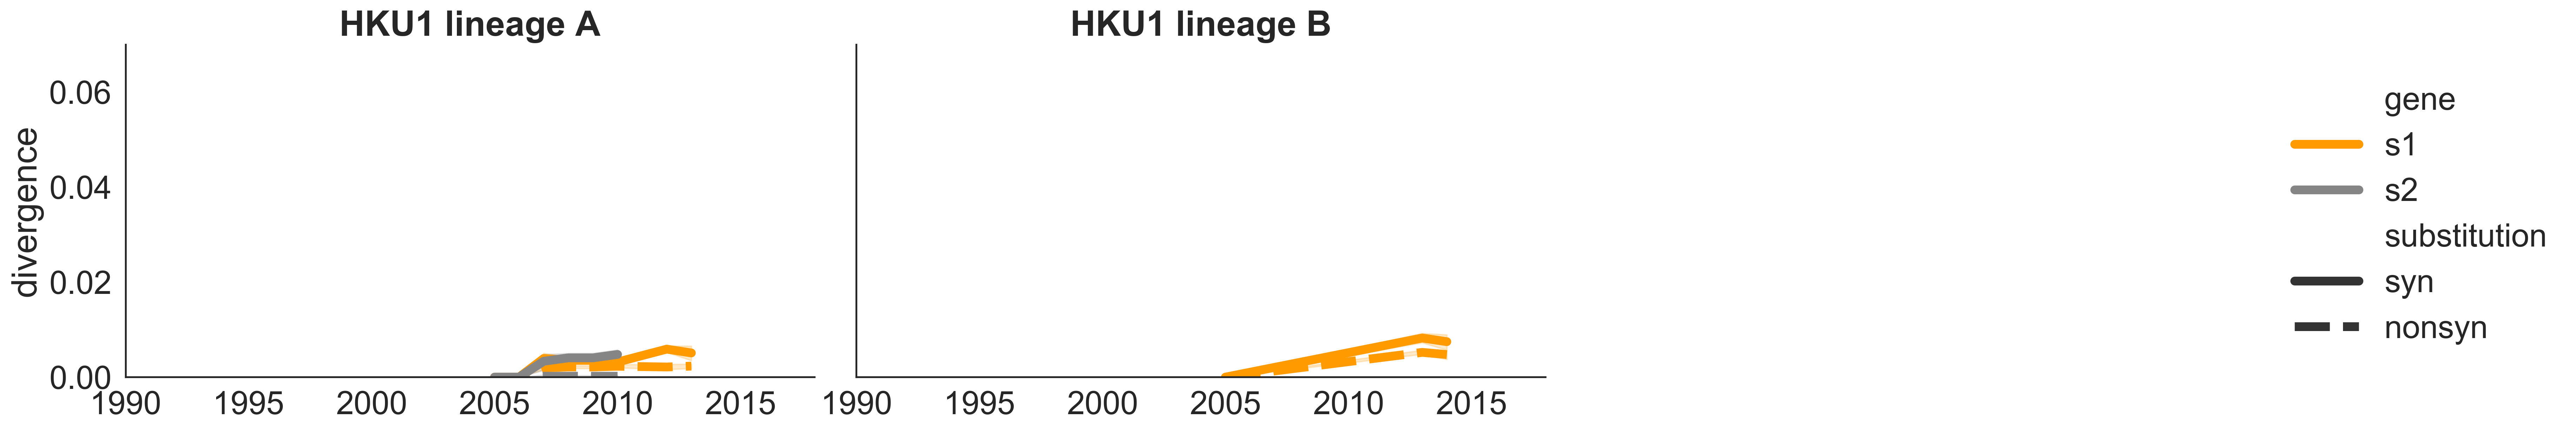 HKU1 lineage A
HKU1 lineage B
divergence
0.06
0.04
0.02
0.00
1990 1995 2000 2005 2010 2015
1990 1995 2000 2005 2010 2015
gene
s1
s2
substitution
syn
nonsyn